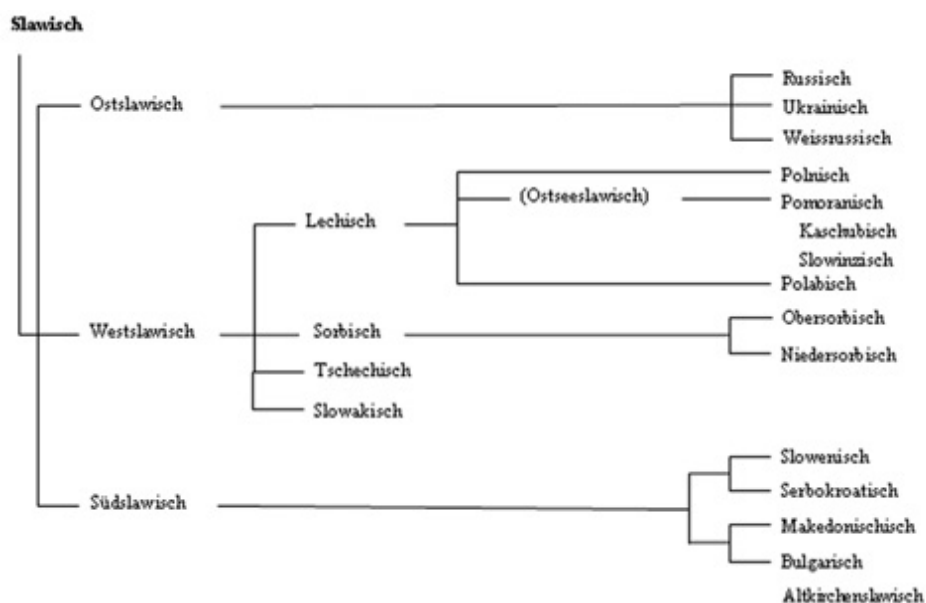 Slawisch
Ostslawisch
Russisch
Ukrainisch
Weissrussisch
Westslawisch
Lechisch
Polnisch
(Ostseeslawisch)
Pomoranisch
Kaschubisch
Slowinzisch
Polabisch
Sorbisch
Obersorbisch
Niedersorbisch
Tschechisch
Slowakisch
Südslawisch
Slowenisch
Serbokroatisch
Makedonischisch
Bulgarisch
Altkirchenslawisch